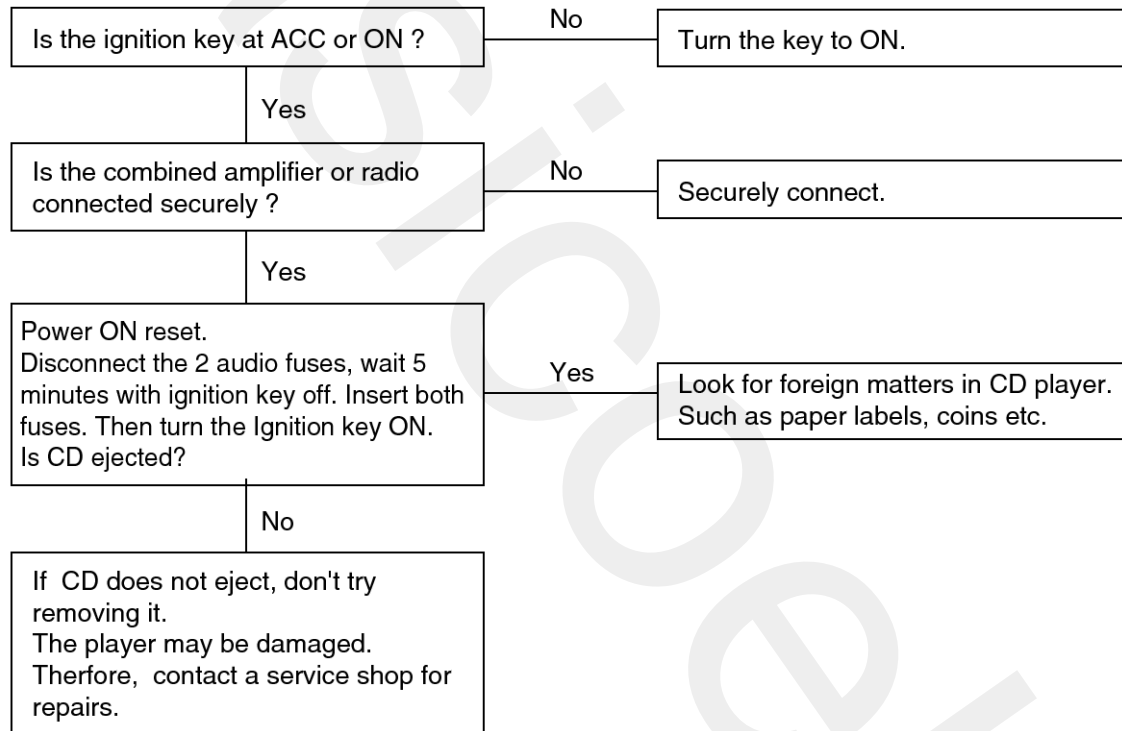 Is the ignition key at ACC or ON ?
No
Turn the key to ON.
Yes
Is the combined amplifier or radio
connected securely ?
No
Securely connect.
Yes
Power ON reset.
Disconnect the 2 audio fuses, wait 5
minutes with ignition key off. Insert both
fuses. Then turn the Ignition key ON.
Is CD ejected?
Yes
Look for foreign matters in CD player.
Such as paper labels, coins etc.
No
If  CD does not eject, don't try
removing it.
The player may be damaged.
Therfore,  contact a service shop for
repairs.